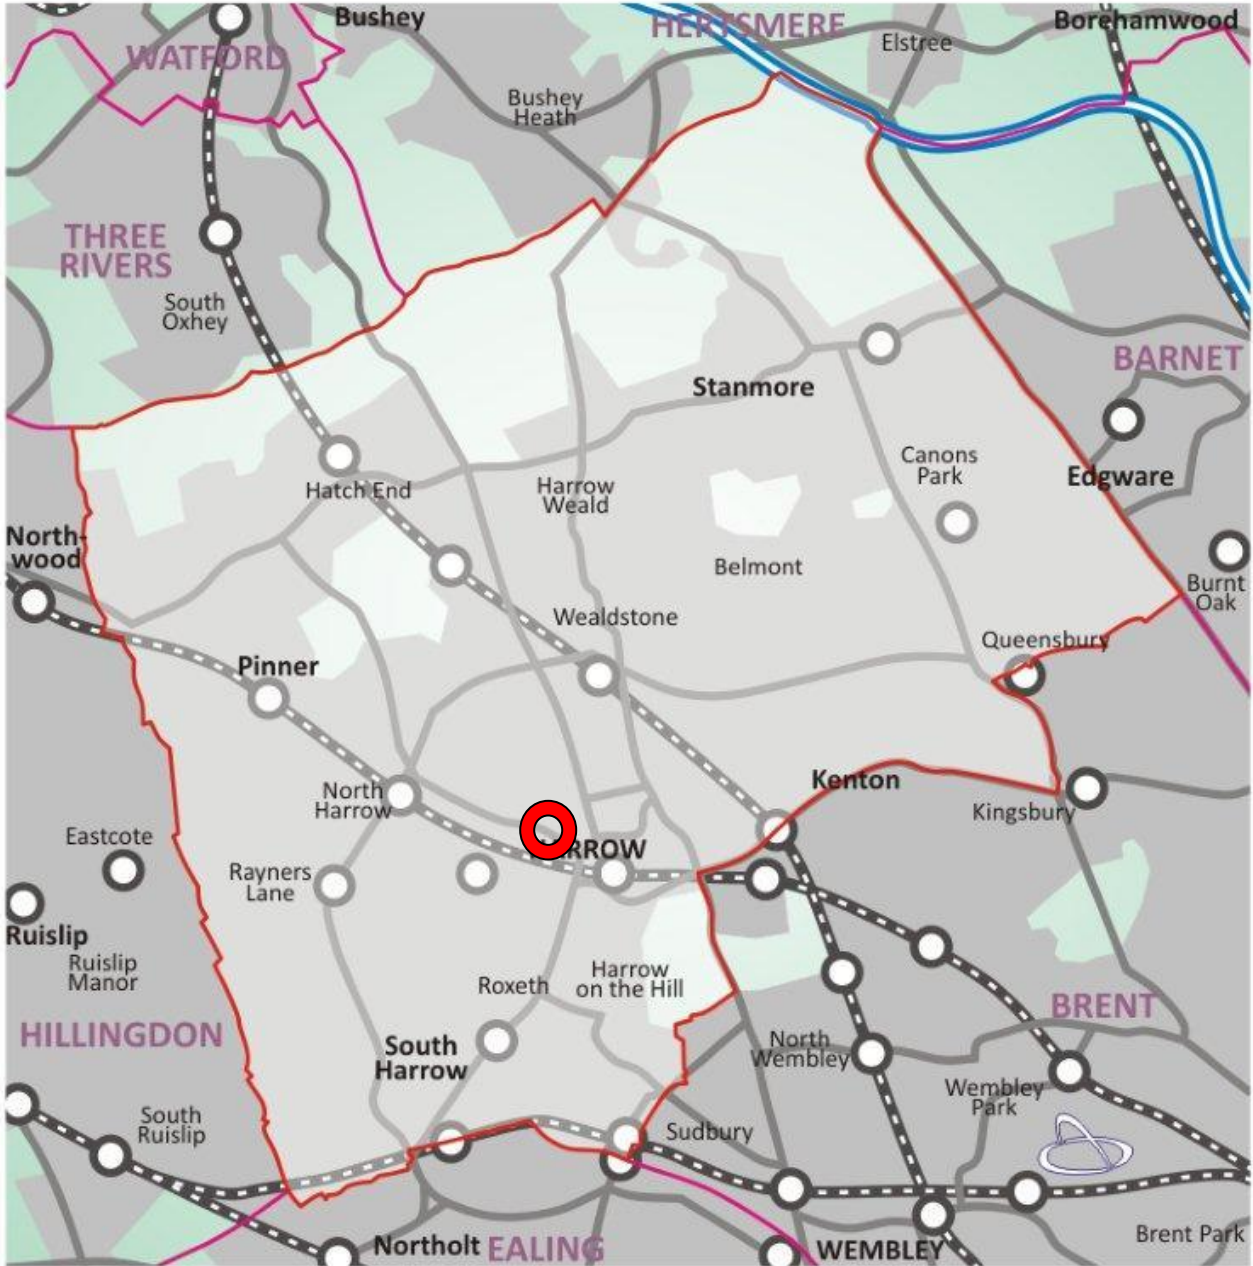 Bushey
HERTSMERE
Borehamwood
WATFORD
Elstree
Bushey
Heath
THREE
RIVERS
South
Oxhey
BARNET
Stanmore
Canons
Park
Edgware
Hatch End
Harrow
Weald
North-
wood
Belmont
Burnt
Oak
Wealdstone
Queensbury
Pinner
Kenton
North
Harrow
Kingsbury
Eastcote
RROW
Rayners
Lane
Ruislip
Ruislip
Manor
Harrow
on the Hill
Roxeth
BRENT
HILLINGDON
South
Harrow
North
Wembley
Wembley
Park
South
Ruislip
Sudbury
Brent Park
Northolt
EALING
WEMBLEY